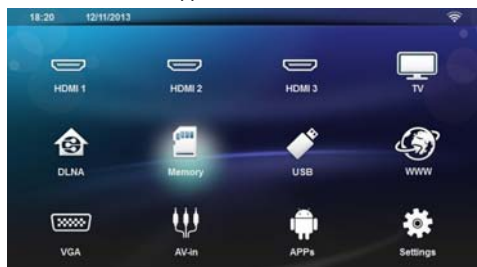 18:20 12/11/2013
HDMI 1 HDMI 2 HDMI 3 TV
DLNA Memory USB WWW
VGA AV-in APPs Settings